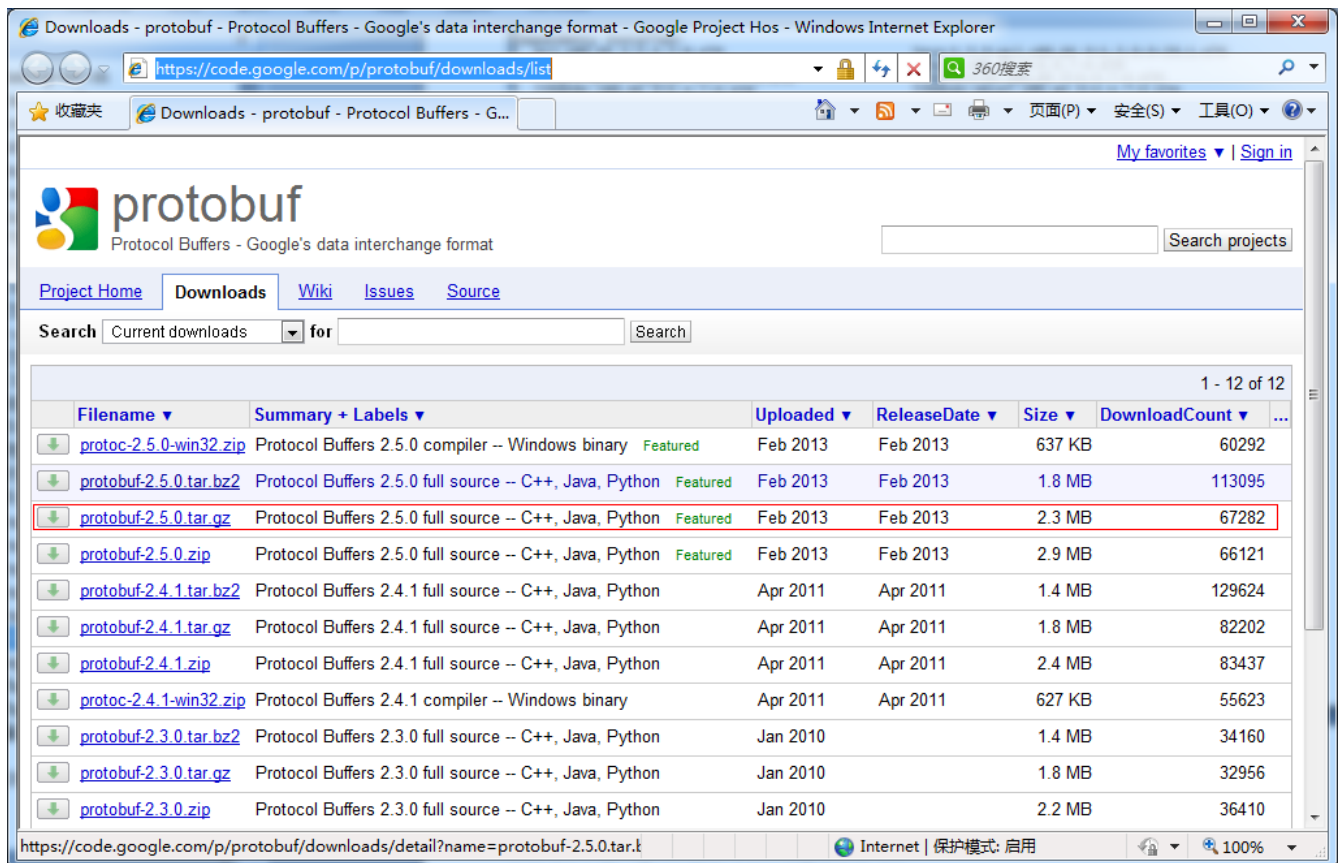 Downloads - protobuf - Protocol Buffers - Google's data interchange format - Google Project Hos - Windows Internet Explorer
https://code.google.com/p/protobuf/downloads/list 360搜索
收藏夹 Downloads - protobuf - Protocol Buffers - G... 页面(P) 安全(S) 工具(O)
My favorites ▼ | Sign in
protobuf
Protocol Buffers - Google's data interchange format Search projects
Project Home Downloads Wiki Issues Source
Search Current downloads for Search
1 - 12 of 12
Filename ▼ Summary + Labels ▼ Uploaded ▼ ReleaseDate ▼ Size ▼ DownloadCount ▼ ...
protoc-2.5.0-win32.zip Protocol Buffers 2.5.0 compiler -- Windows binary Featured Feb 2013 Feb 2013 637 KB 60292
protobuf-2.5.0.tar.bz2 Protocol Buffers 2.5.0 full source -- C++, Java, Python Featured Feb 2013 Feb 2013 1.8 MB 113095
protobuf-2.5.0.tar.gz Protocol Buffers 2.5.0 full source -- C++, Java, Python Featured Feb 2013 Feb 2013 2.3 MB 67282
protobuf-2.5.0.zip Protocol Buffers 2.5.0 full source -- C++, Java, Python Featured Feb 2013 Feb 2013 2.9 MB 66121
protobuf-2.4.1.tar.bz2 Protocol Buffers 2.4.1 full source -- C++, Java, Python Apr 2011 Apr 2011 1.4 MB 129624
protobuf-2.4.1.tar.gz Protocol Buffers 2.4.1 full source -- C++, Java, Python Apr 2011 Apr 2011 1.8 MB 82202
protobuf-2.4.1.zip Protocol Buffers 2.4.1 full source -- C++, Java, Python Apr 2011 Apr 2011 2.4 MB 83437
protoc-2.4.1-win32.zip Protocol Buffers 2.4.1 compiler -- Windows binary Apr 2011 Apr 2011 627 KB 55623
protobuf-2.3.0.tar.bz2 Protocol Buffers 2.3.0 full source -- C++, Java, Python Jan 2010 1.4 MB 34160
protobuf-2.3.0.tar.gz Protocol Buffers 2.3.0 full source -- C++, Java, Python Jan 2010 1.8 MB 32956
protobuf-2.3.0.zip Protocol Buffers 2.3.0 full source -- C++, Java, Python Jan 2010 2.2 MB 36410
https://code.google.com/p/protobuf/downloads/detail?name=protobuf-2.5.0.tar. Internet | 保护模式: 启用 100%